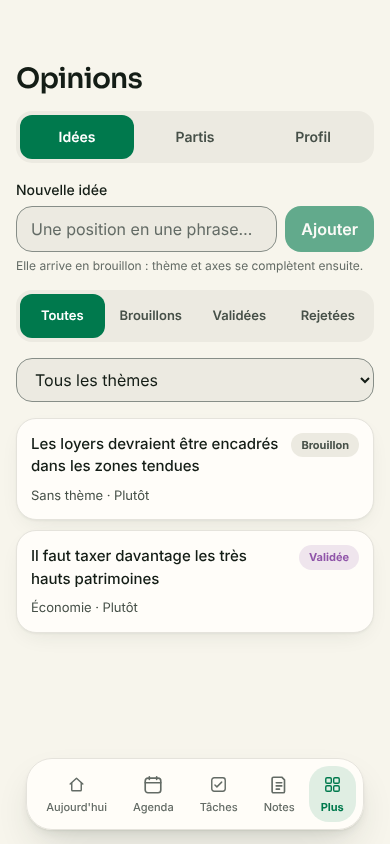 Opinions
Idées
Partis
Profil
Nouvelle idée
Une position en une phrase...
Ajouter
Elle arrive en brouillon : thème et axes se complètent ensuite.
Toutes
Brouillons
Validées
Rejetées
Tous les thèmes
Les loyers devraient être encadrés
dans les zones tendues
Brouillon
Sans thème · Plutôt
Il faut taxer davantage les très
hauts patrimoines
Validée
Économie · Plutôt
Aujourd'hui
Agenda
Tâches
Notes
Plus